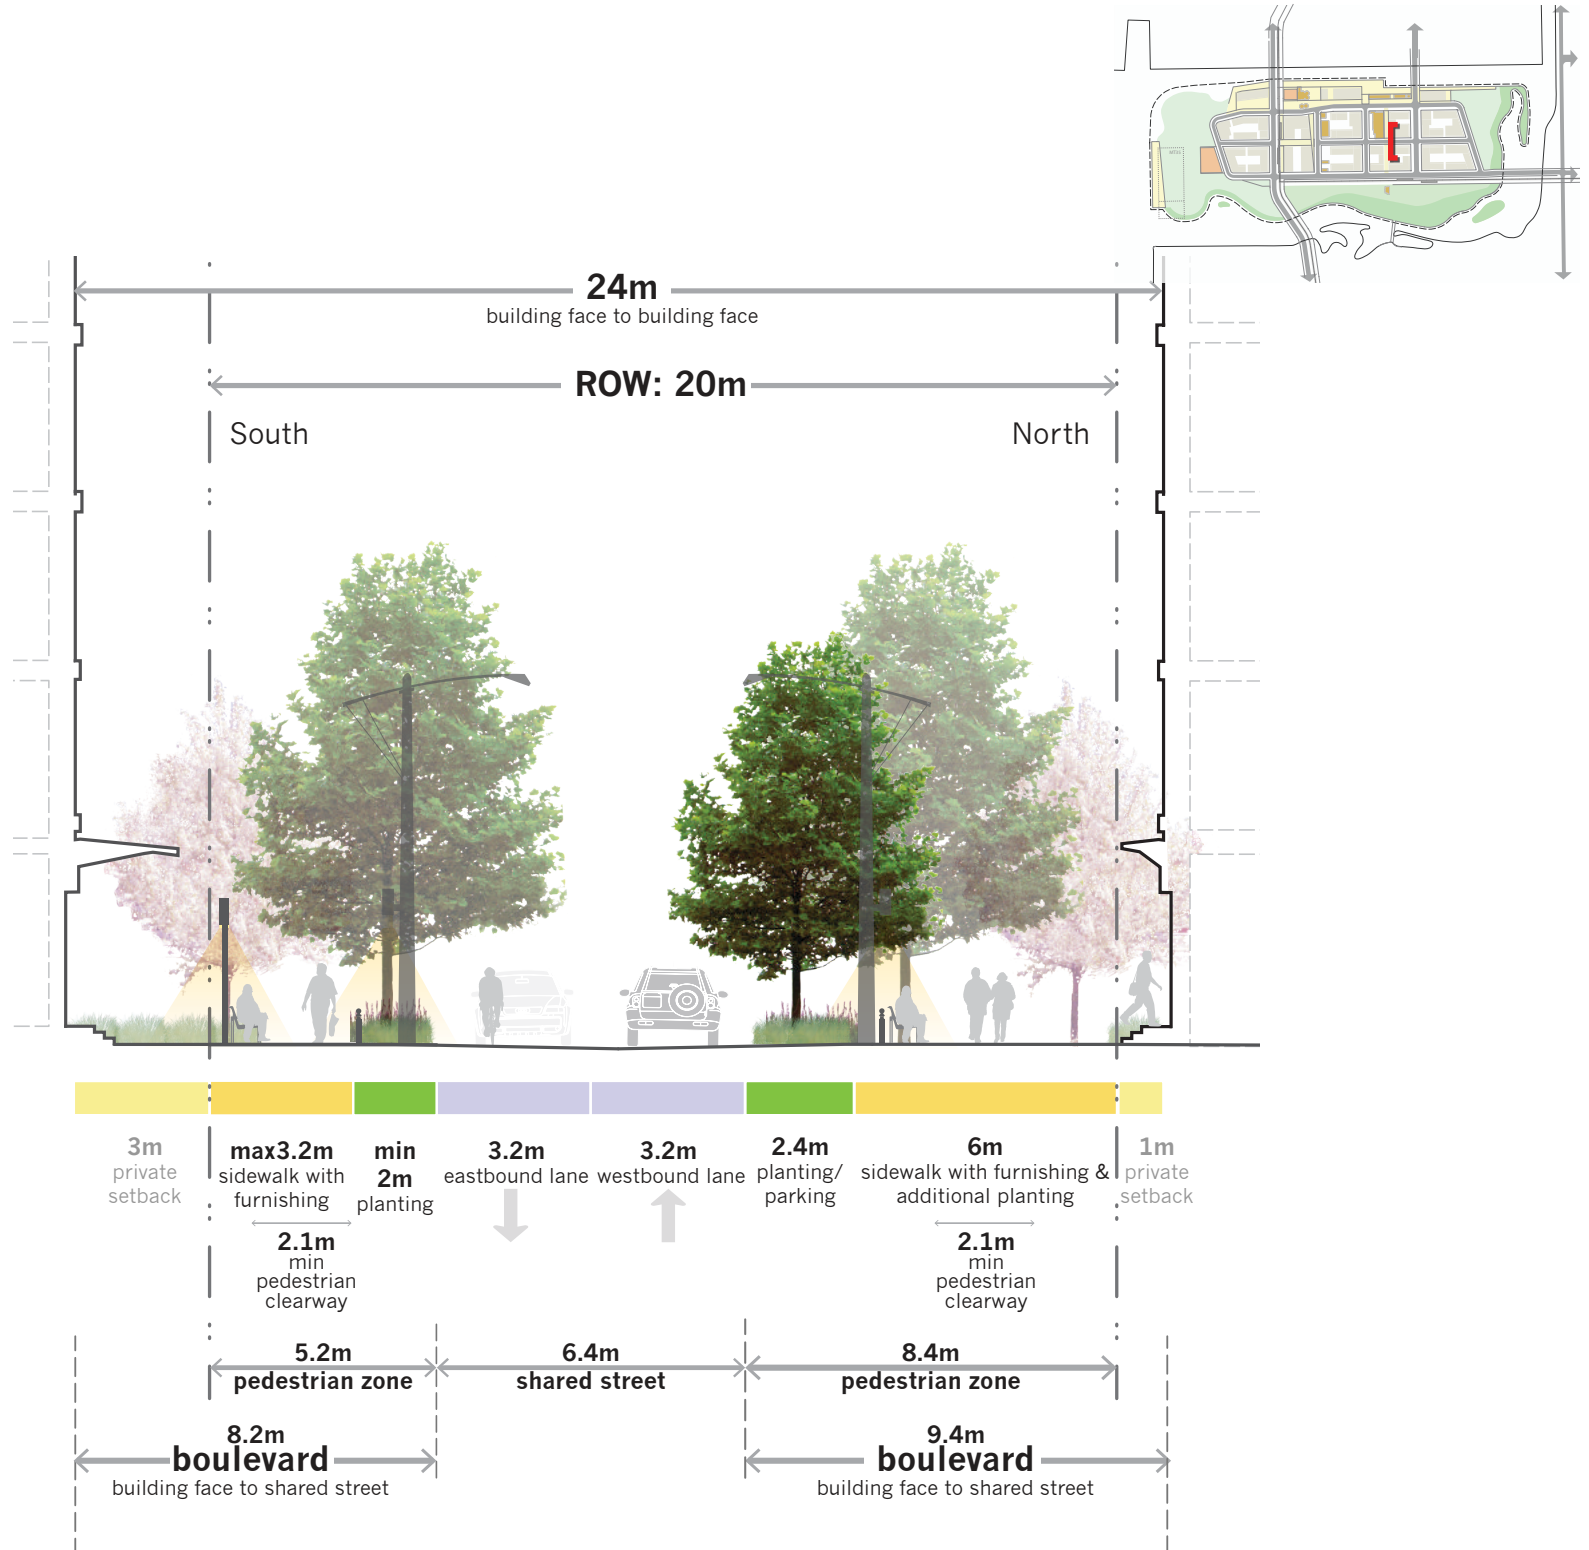 24m
building face to building face
ROW: 20m
South
North
3m
private
setback
max3.2m
sidewalk with
furnishing
2.1m
min
pedestrian
clearway
min
2m
planting
3.2m
eastbound lane
3.2m
westbound lane
2.4m
planting/
parking
6m
sidewalk with furnishing &
additional planting
2.1m
min
pedestrian
clearway
1m
private
setback
5.2m
pedestrian zone
6.4m
shared street
8.4m
pedestrian zone
8.2m
boulevard
building face to shared street
9.4m
boulevard
building face to shared street